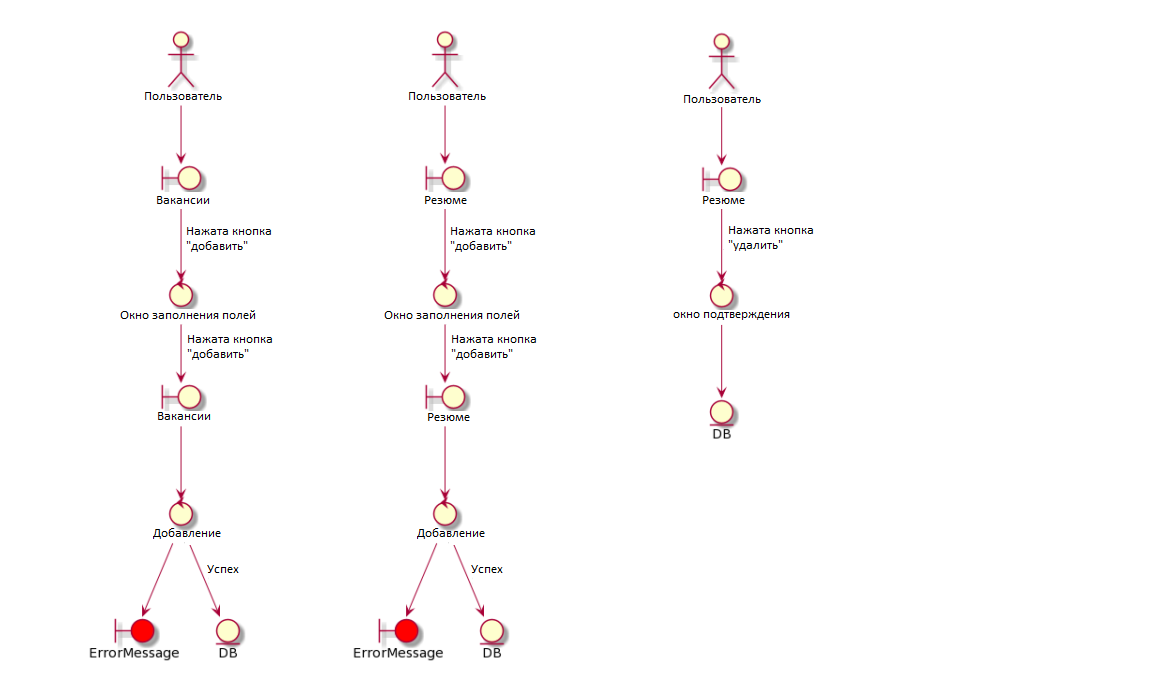 Пользователь
Вакансии
Нажата кнопка
"добавить"
Окно заполнения полей
Нажата кнопка
"добавить"
Вакансии
Добавление
Успех
ErrorMessage
DB
Пользователь
Резюме
Нажата кнопка
"добавить"
Окно заполнения полей
Нажата кнопка
"добавить"
Резюме
Добавление
Успех
ErrorMessage
DB
Пользователь
Резюме
Нажата кнопка
"удалить"
окно подтверждения
DB